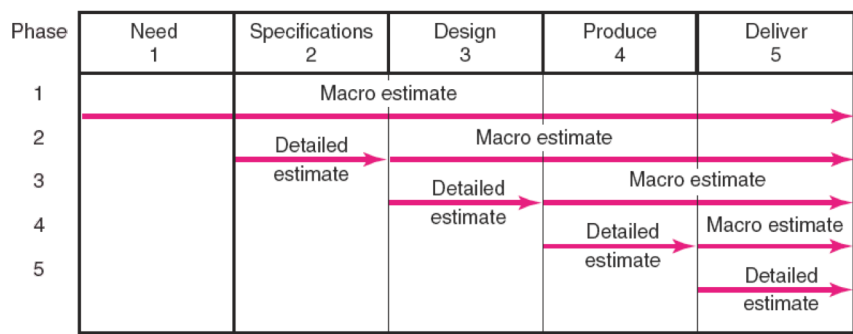 Phase Need Specifications Design Produce Deliver
1 2 3 4 5
1 Macro estimate
2 Detailed estimate Macro estimate
3 Detailed estimate Macro estimate
4 Detailed estimate Macro estimate
5 Detailed estimate